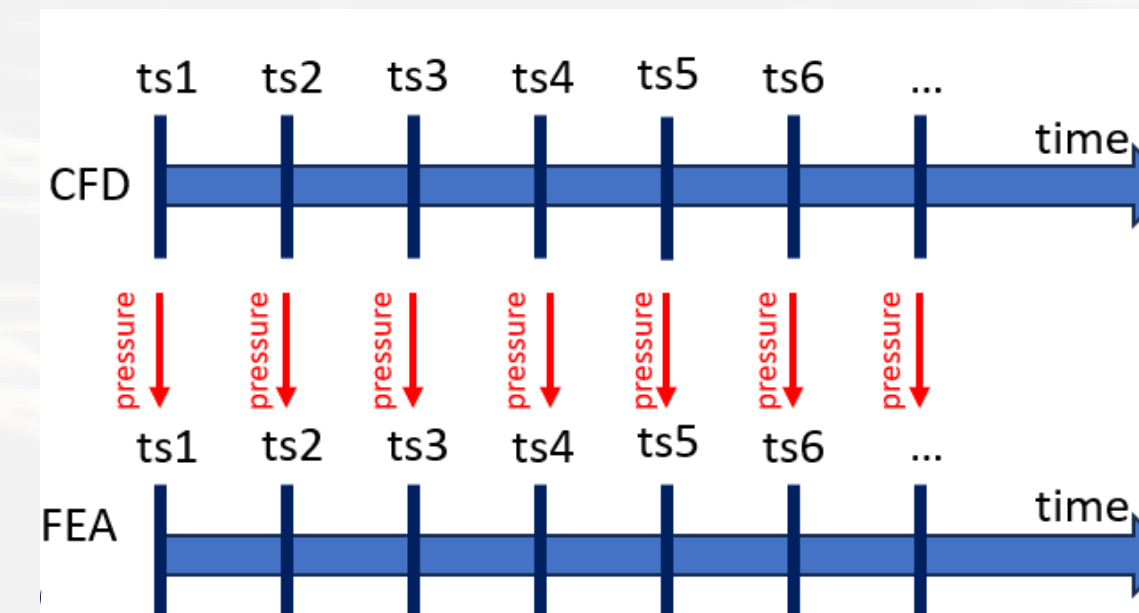 ts1 ts2 ts3 ts4 ts5 ts6 ...
time
CFD
pressure pressure pressure pressure pressure pressure pressure
ts1 ts2 ts3 ts4 ts5 ts6 ...
time
FEA